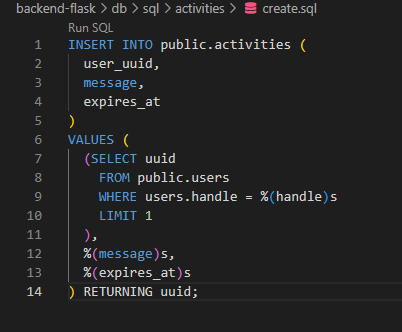 backend-flask > db > sql > activities > create.sql
Run SQL
1 INSERT INTO public.activities (
2   user_uuid,
3   message,
4   expires_at
5 )
6 VALUES (
7   (SELECT uuid
8     FROM public.users
9     WHERE users.handle = %(handle)s
10     LIMIT 1
11   ),
12   %(message)s,
13   %(expires_at)s
14 ) RETURNING uuid;